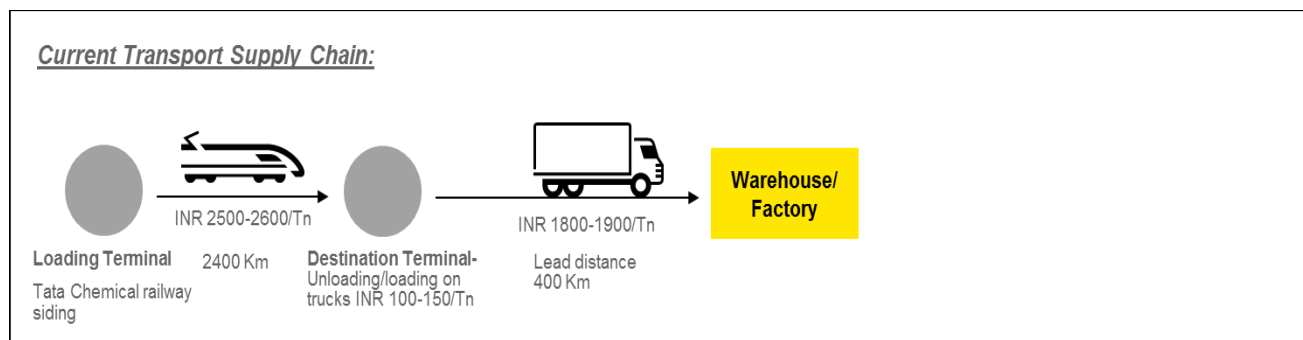 Current Transport Supply Chain:
INR 2500-2600/Tn
2400 Km
Loading Terminal
Tata Chemical railway
siding
Destination Terminal-
Unloading/loading on
trucks INR 100-150/Tn
INR 1800-1900/Tn
Lead distance
400 Km
Warehouse/
Factory